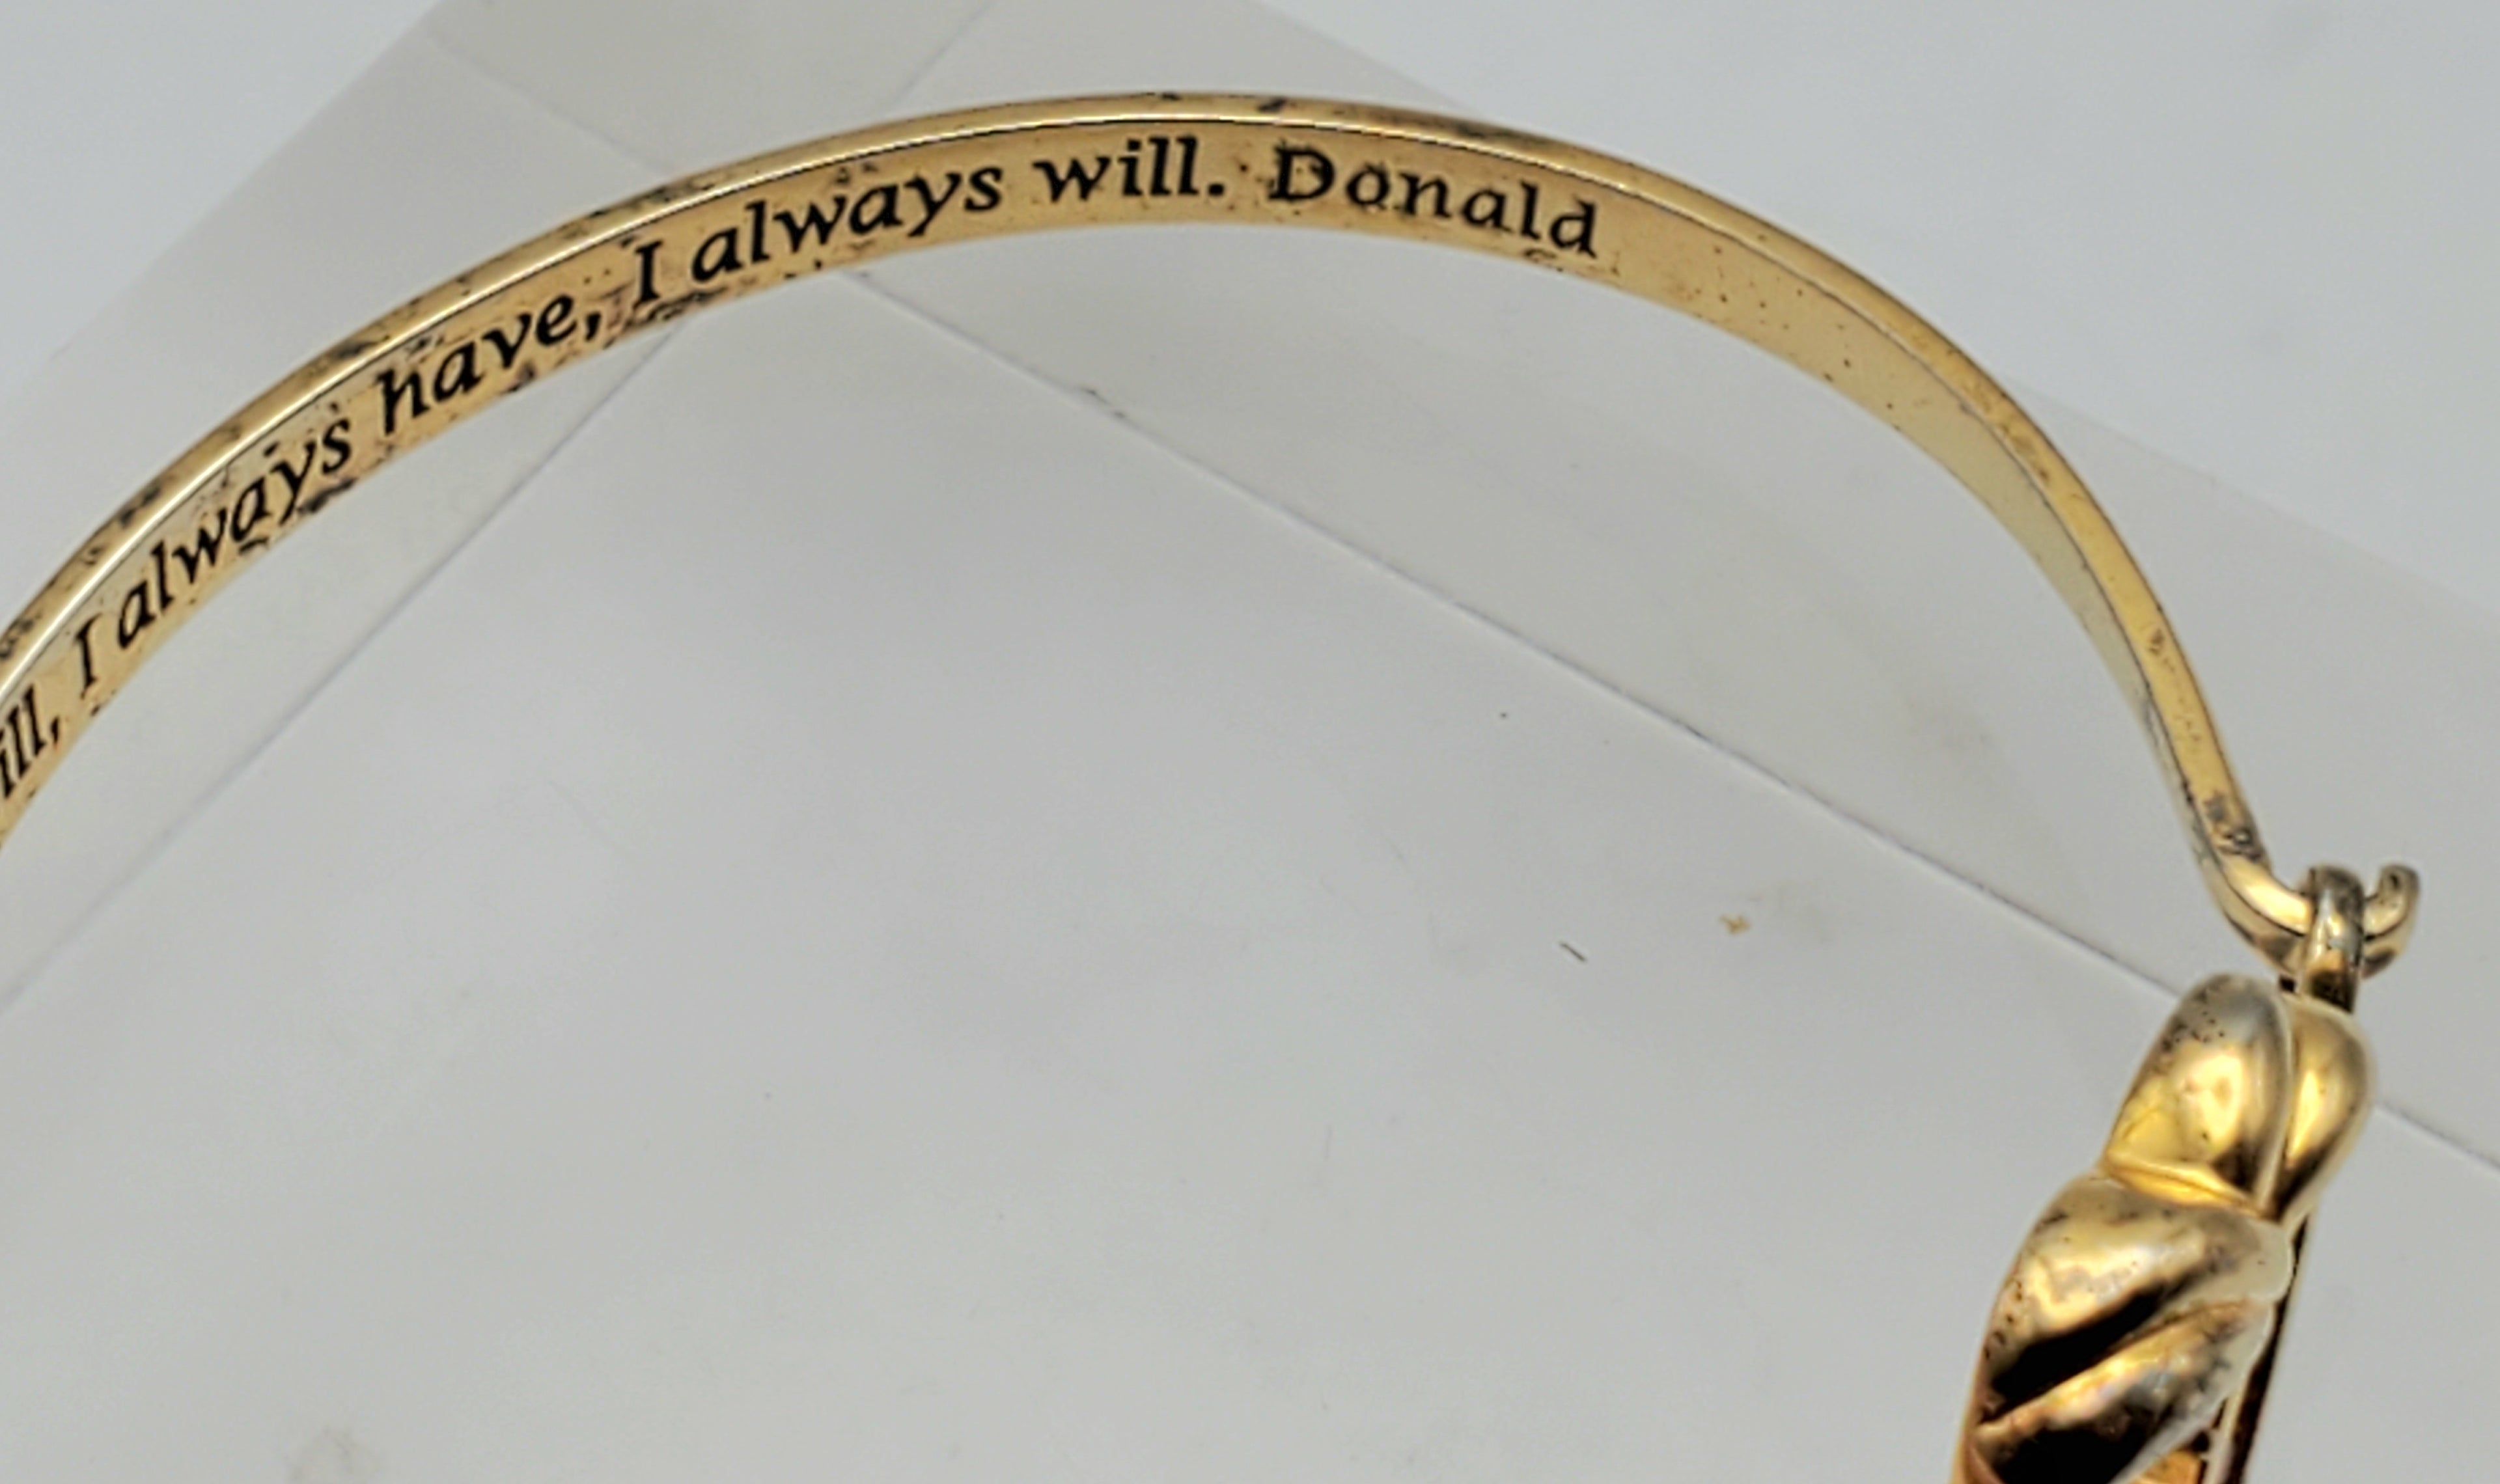 ill, I always have, I always will. Donald